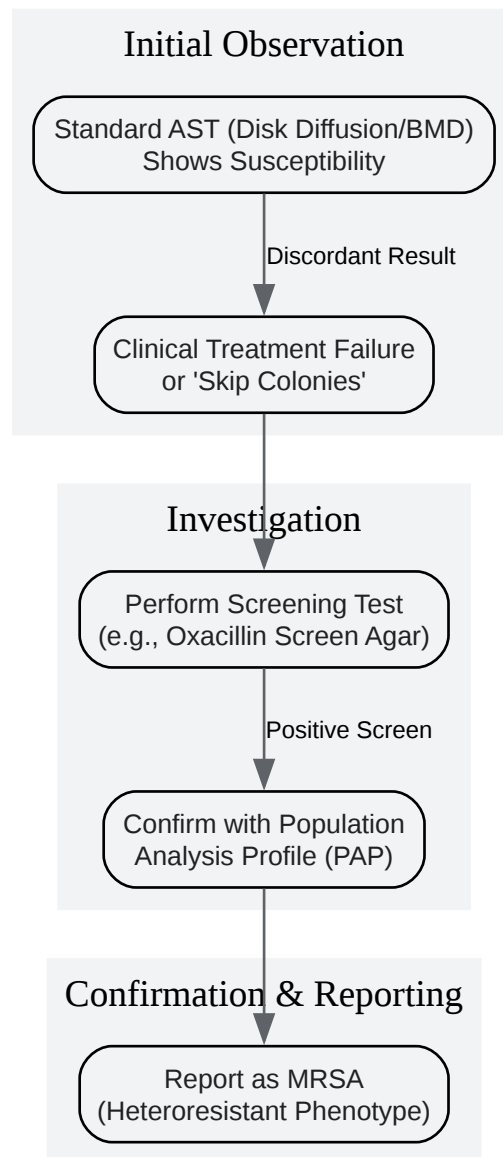 Initial Observation
Standard AST (Disk Diffusion/BMD)
Shows Susceptibility
Discordant Result
Clinical Treatment Failure
or 'Skip Colonies'
Investigation
Perform Screening Test
(e.g., Oxacillin Screen Agar)
Positive Screen
Confirm with Population
Analysis Profile (PAP)
Confirmation & Reporting
Report as MRSA
(Heteroresistant Phenotype)